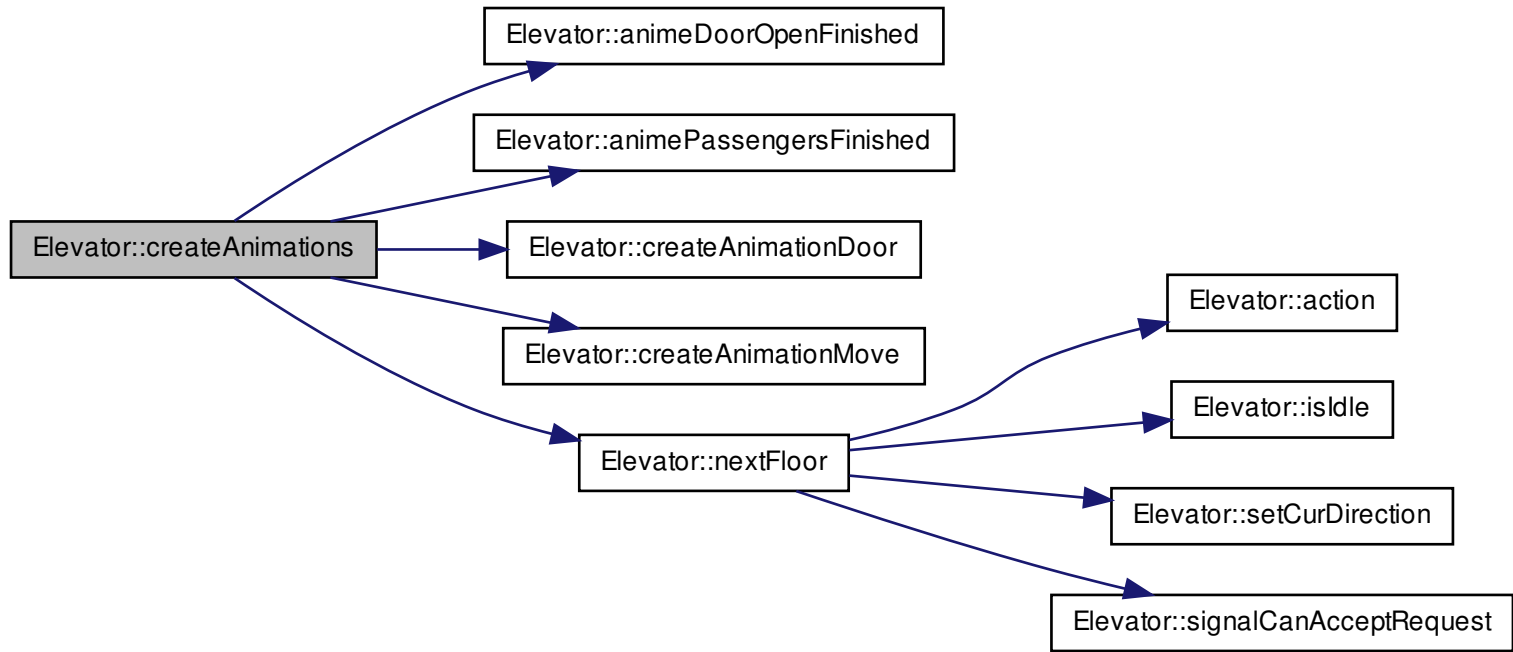 Elevator::animeDoorOpenFinished
Elevator::animePassengersFinished
Elevator::createAnimations
Elevator::createAnimationDoor
Elevator::createAnimationMove
Elevator::nextFloor
Elevator::action
Elevator::isIdle
Elevator::setCurDirection
Elevator::signalCanAcceptRequest